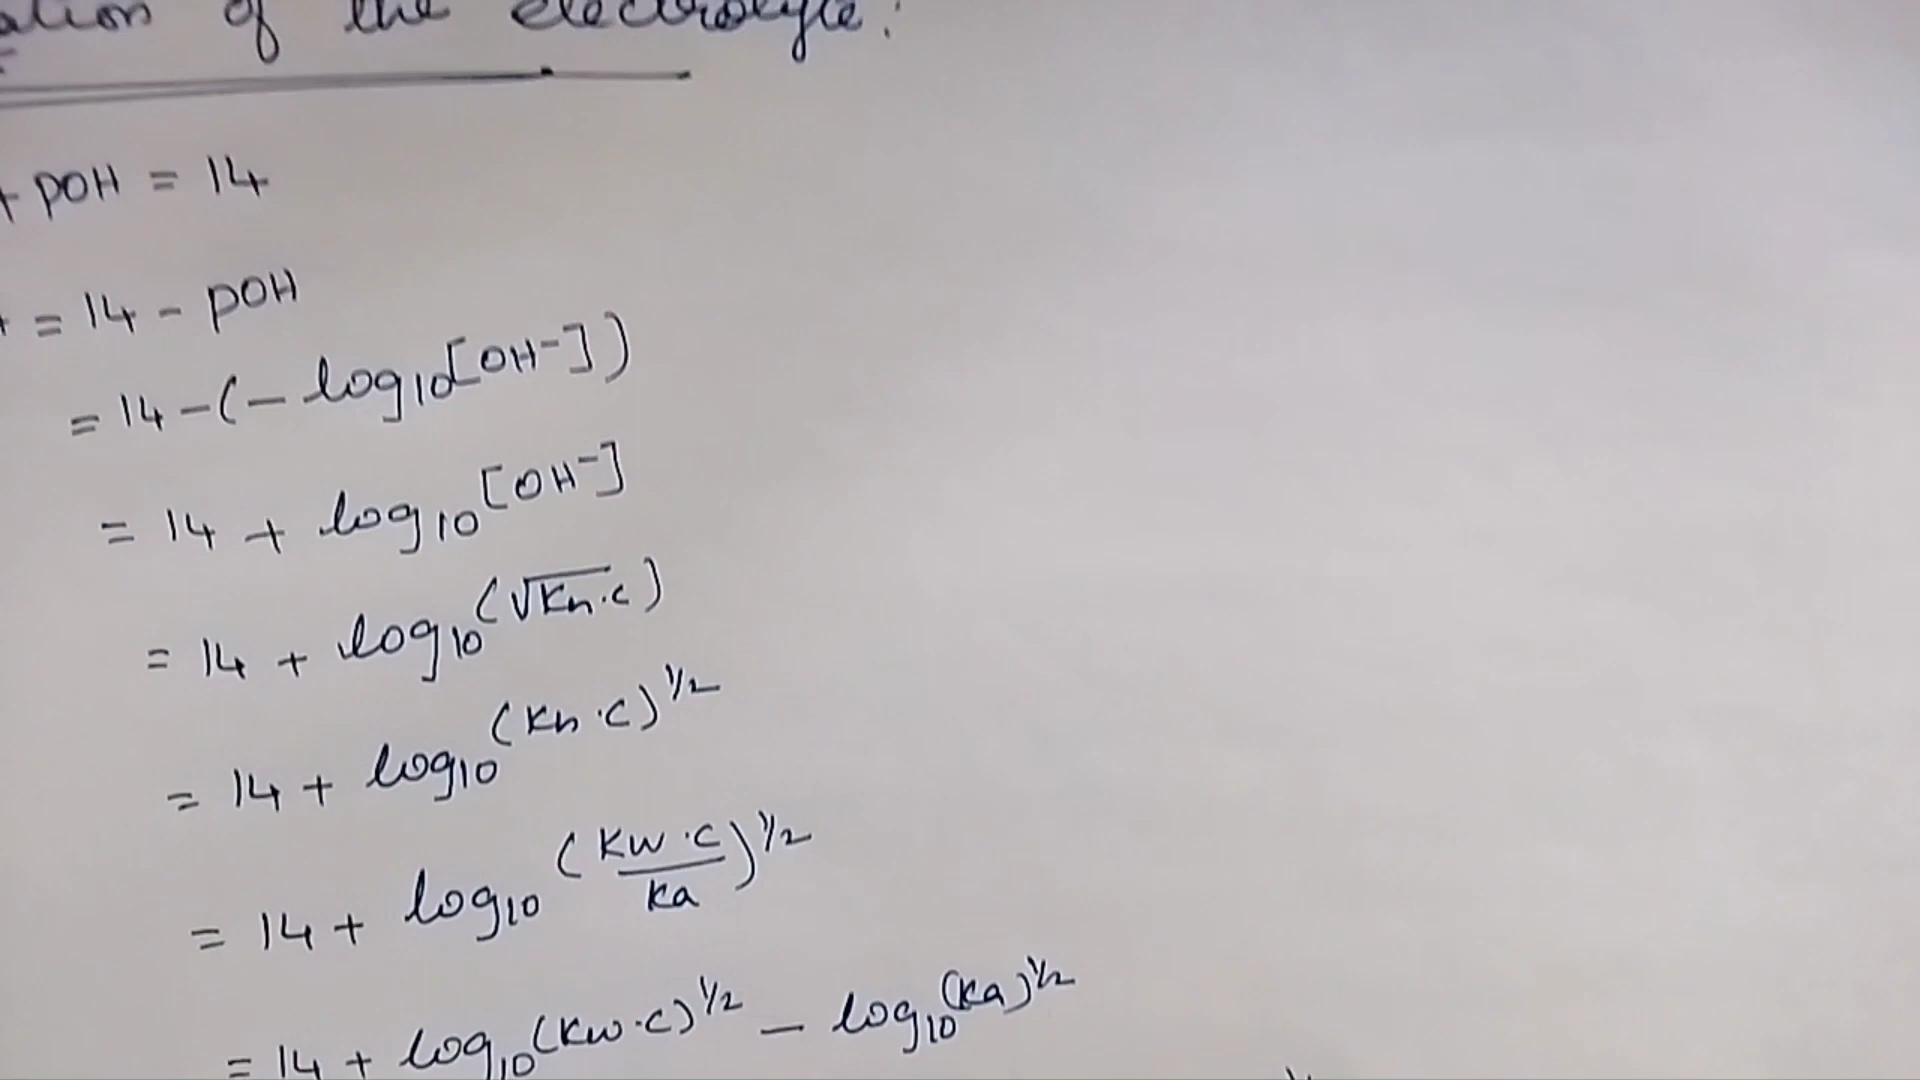 ation of the electrolyte:
+ POH = 14
= 14 - POH
= 14 -(- log₁₀[OH⁻])
= 14 + log₁₀[OH⁻]
= 14 + log₁₀(√Kh·c)
= 14 + log₁₀(Kh·c)^1/2
= 14 + log₁₀(Kw·c/Ka)^1/2
= 14 + log₁₀(Kw·c)^1/2 - log₁₀(Ka)^1/2